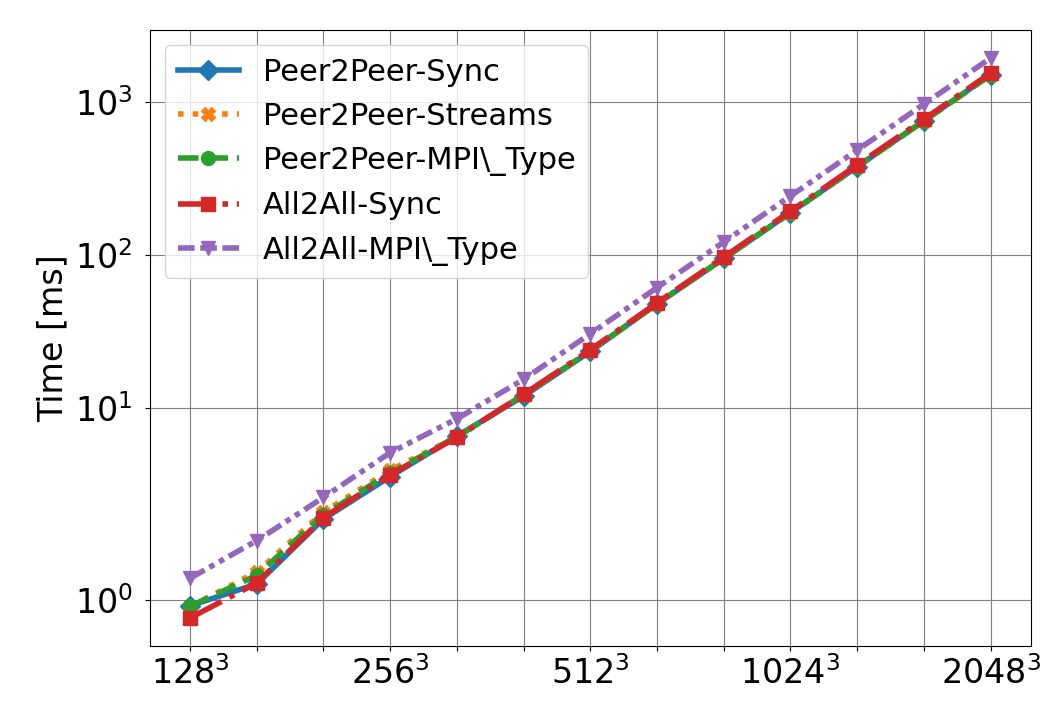 Peer2Peer-Sync
Peer2Peer-Streams
Peer2Peer-MPI\_Type
All2All-Sync
All2All-MPI\_Type
Time [ms]
10³
10²
10¹
10⁰
128³ 256³ 512³ 1024³ 2048³